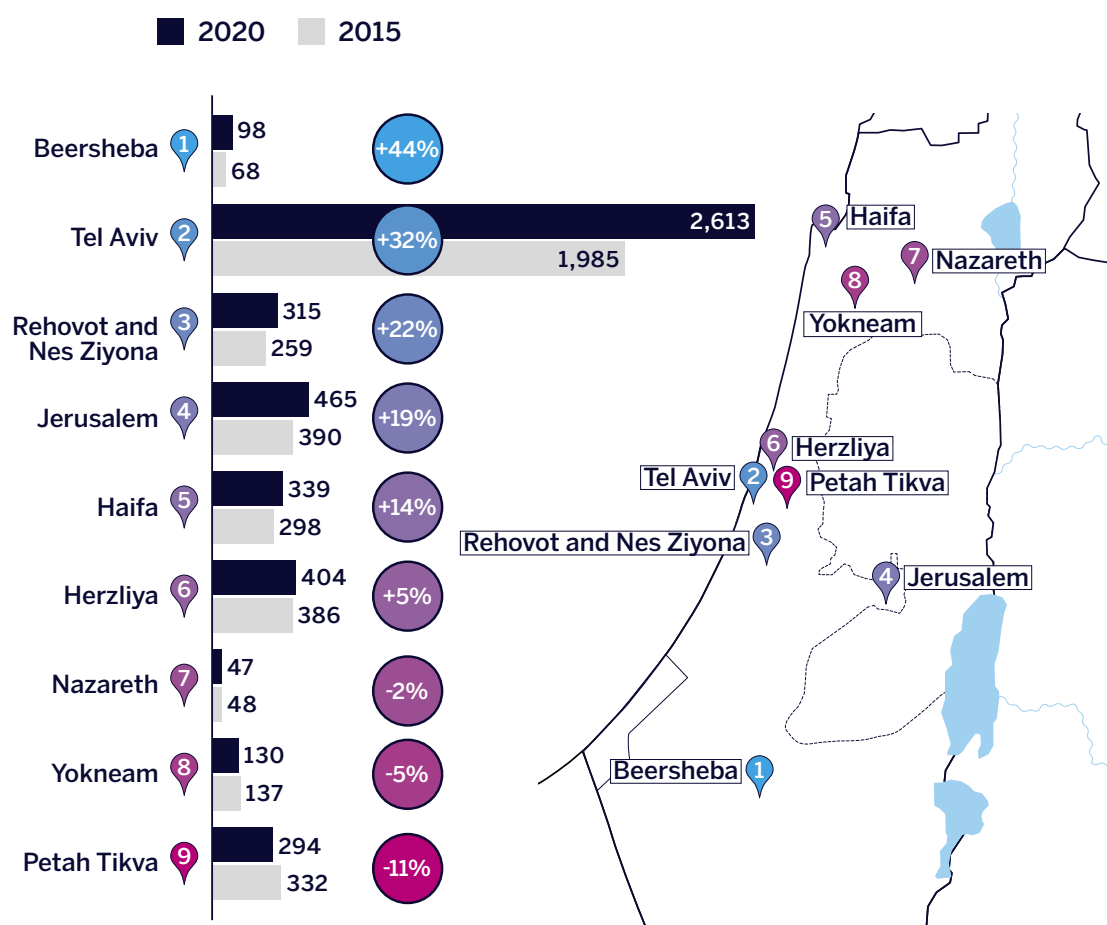 2020
2015
Beersheba
1
98
68
+44%
Tel Aviv
2
2,613
1,985
+32%
Rehovot and
Nes Ziyona
3
315
259
+22%
Jerusalem
4
465
390
+19%
Haifa
5
339
298
+14%
Herzliya
6
404
386
+5%
Nazareth
7
47
48
-2%
Yokneam
8
130
137
-5%
Petah Tikva
9
294
332
-11%
5
Haifa
7
Nazareth
8
Yokneam
6
Herzliya
Tel Aviv
2
9
Petah Tikva
Rehovot and Nes Ziyona
3
4
Jerusalem
Beersheba
1